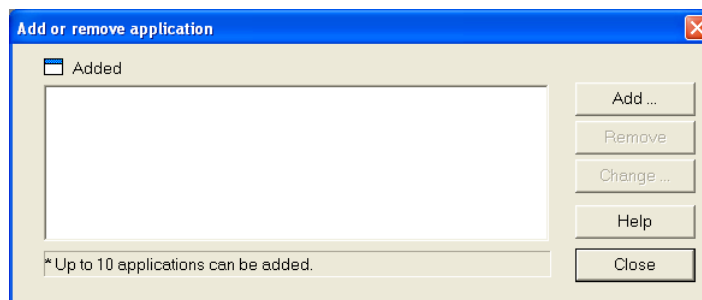 Add or remove application
Added
Add ...
Remove
Change ...
Help
* Up to 10 applications can be added.
Close